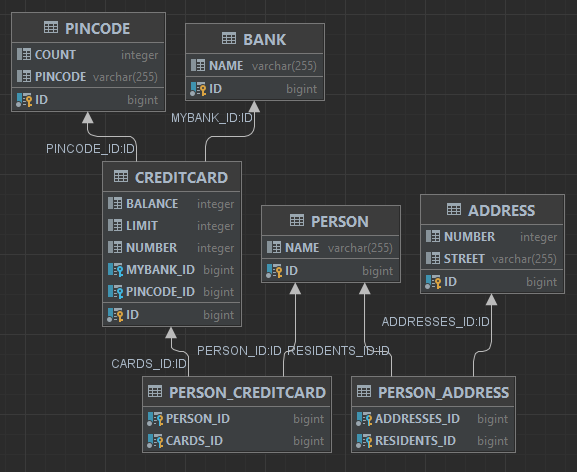 PINCODE
COUNT integer
PINCODE varchar(255)
ID bigint
BANK
NAME varchar(255)
ID bigint
MYBANK_ID:ID
PINCODE_ID:ID
CREDITCARD
BALANCE integer
LIMIT integer
NUMBER integer
MYBANK_ID bigint
PINCODE_ID bigint
ID bigint
PERSON
NAME varchar(255)
ID bigint
ADDRESS
NUMBER integer
STREET varchar(255)
ID bigint
ADDRESSES_ID:ID
PERSON_ID:ID
RESIDENTS_ID:ID
CARDS_ID:ID
PERSON_CREDITCARD
PERSON_ID bigint
CARDS_ID bigint
PERSON_ADDRESS
ADDRESSES_ID bigint
RESIDENTS_ID bigint